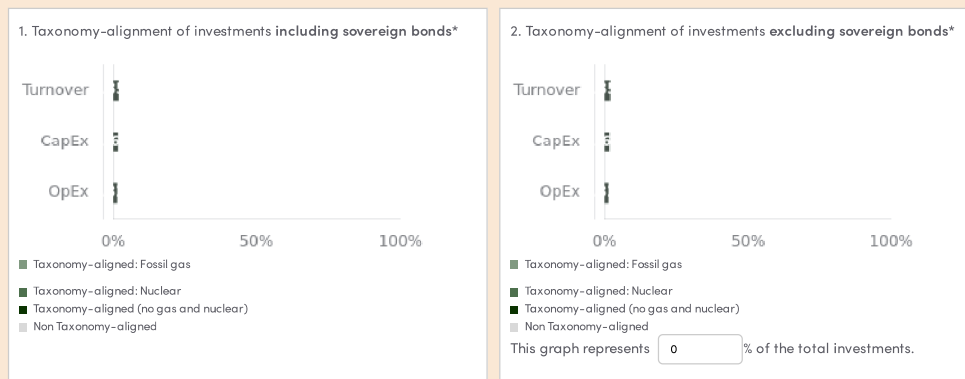 1. Taxonomy-alignment of investments including sovereign bonds*
Turnover
CapEx
OpEx
0% 50% 100%
Taxonomy-aligned: Fossil gas
Taxonomy-aligned: Nuclear
Taxonomy-aligned (no gas and nuclear)
Non Taxonomy-aligned
2. Taxonomy-alignment of investments excluding sovereign bonds*
Turnover
CapEx
OpEx
0% 50% 100%
Taxonomy-aligned: Fossil gas
Taxonomy-aligned: Nuclear
Taxonomy-aligned (no gas and nuclear)
Non Taxonomy-aligned
This graph represents 0 % of the total investments.